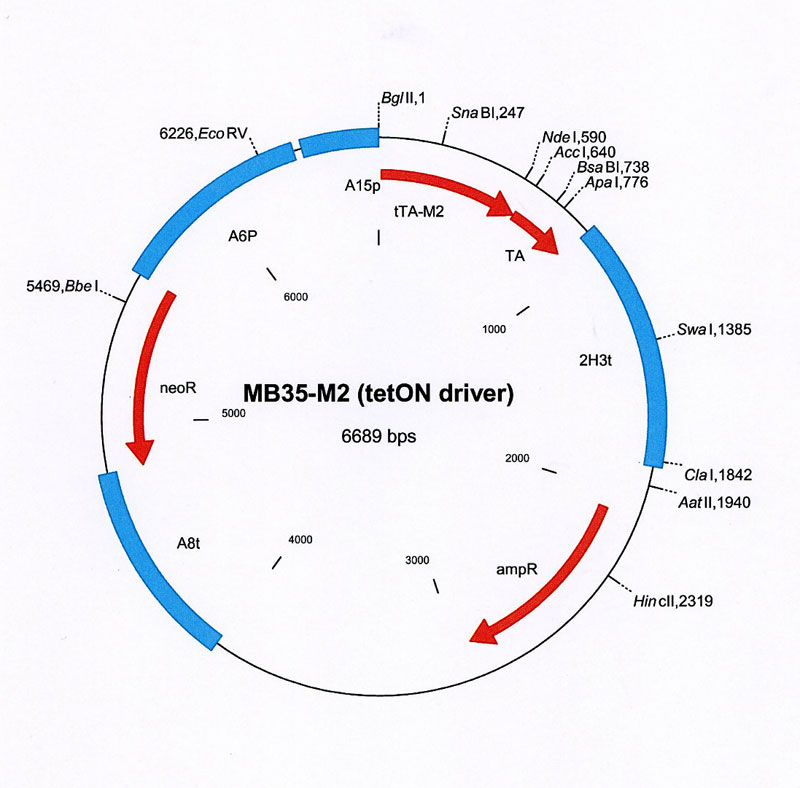 BglII,1
SnaBI,247
6226,EcoRV
NdeI,590
AccI,640
BsaBI,738
ApaI,776
A15p
tTA-M2
A6P
TA
5469,BbeI
6000
1000
SwaI,1385
2H3t
neoR
MB35-M2 (tetON driver)
5000
6689 bps
2000
ClaI,1842
AatII,1940
A8t
4000
3000
ampR
HincII,2319